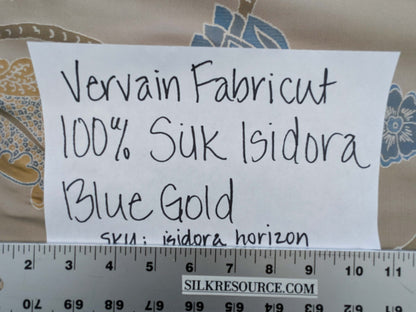 Vervain Fabricut
100% Silk Isidora
Blue Gold
SKU: isidora horizon
2 3 4 5 6 7 8 9 10 11
SILKRESOURCE.COM